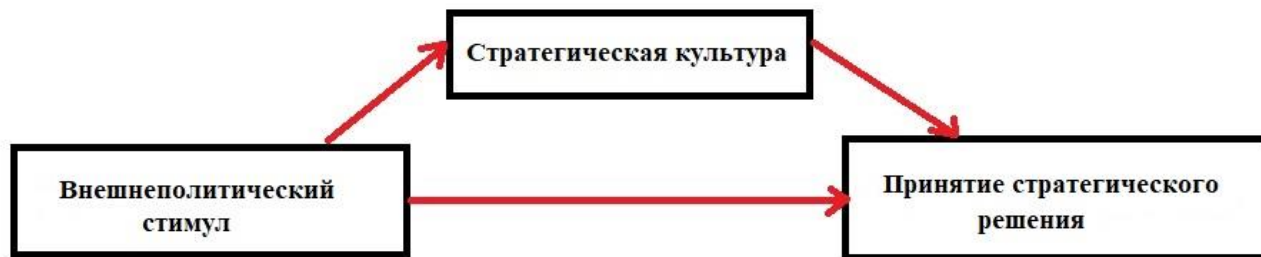 Стратегическая культура
Внешнеполитический
стимул
Принятие стратегического
решения